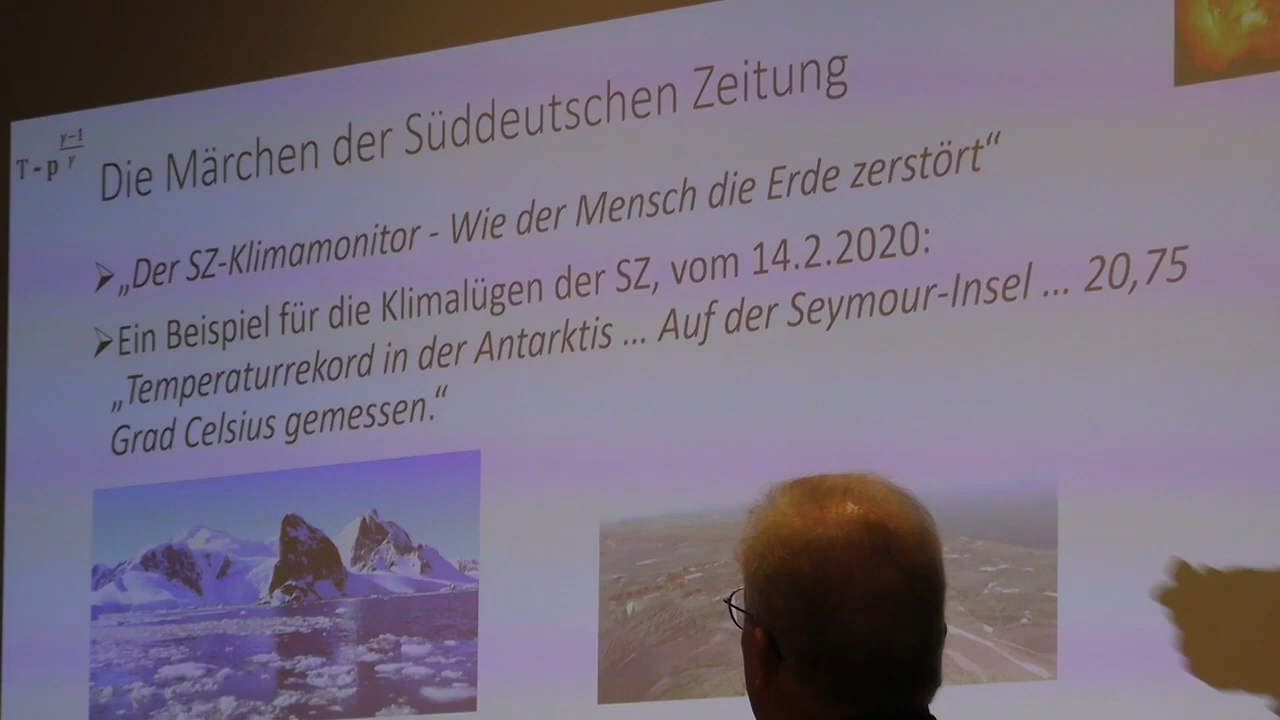 T - p γ-1/γ
Die Märchen der Süddeutschen Zeitung
➢„Der SZ-Klimamonitor - Wie der Mensch die Erde zerstört“
➢Ein Beispiel für die Klimalügen der SZ, vom 14.2.2020:
„Temperaturrekord in der Antarktis ... Auf der Seymour-Insel ... 20,75
Grad Celsius gemessen.“